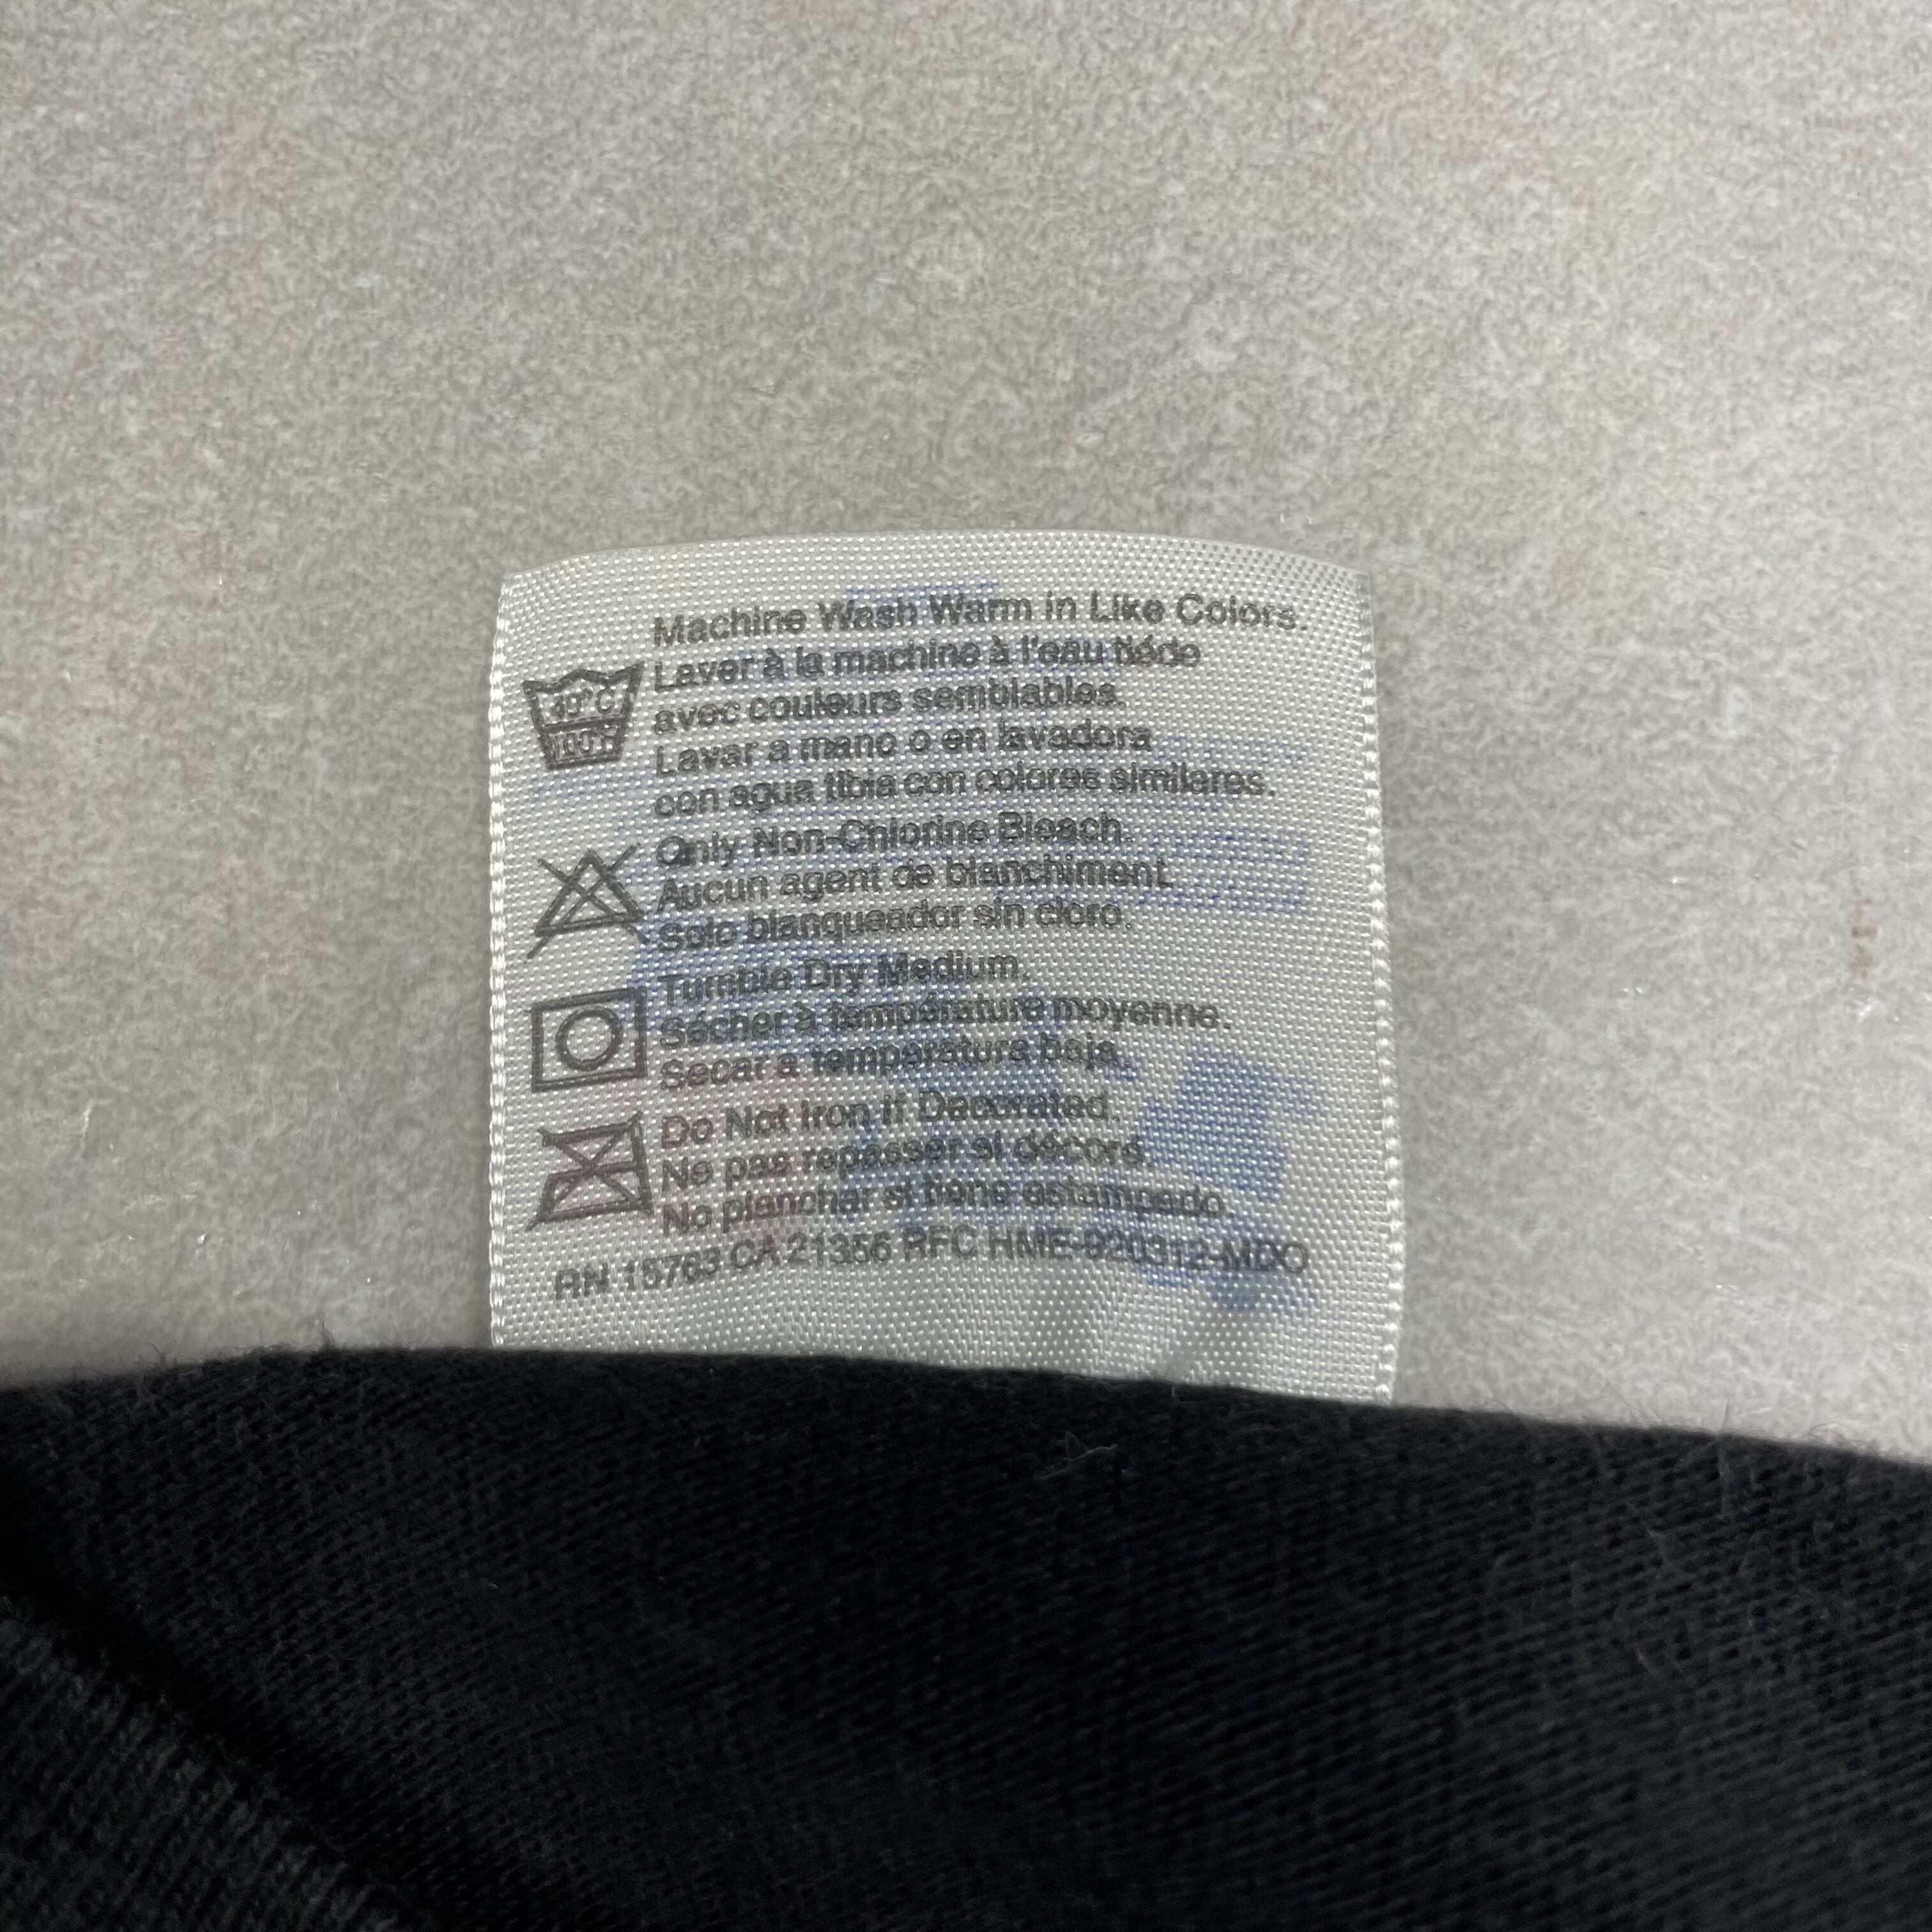 Machine Wash Warm in Like Colors.
Laver à la machine à l'eau tiéde
avec couleurs semblables.
Lavar a mano o en lavadora
con agua tibia con colores similares.
Only Non-Chlorine Bleach.
Aucun agent de blanchiment.
Solo blanqueador sin cloro.
Tumble Dry Medium.
Sécher à température moyenne.
Secar a temperatura baja.
Do Not Iron if Decorated.
Ne pas repasser si décoré.
No planchar si tiene estampado.
RN 15763 CA 21356 RFC HME-920312-MDO